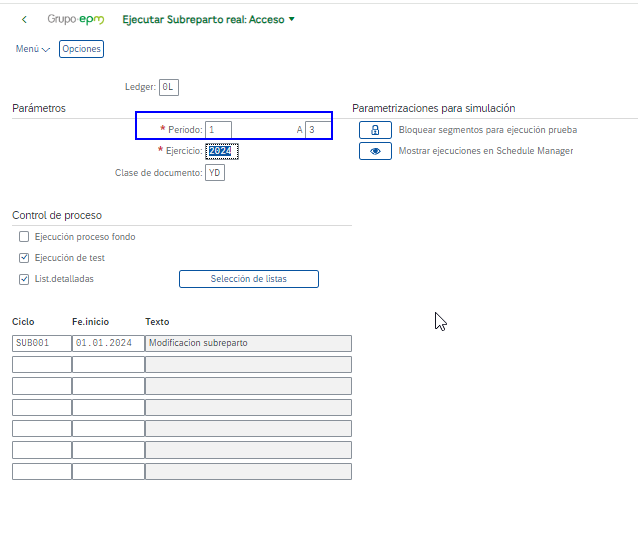 Grupo·epm Ejecutar Subreparto real: Acceso
Menú Opciones
Ledger: 0L
Parámetros Parametrizaciones para simulación
* Periodo: 1 A 3 Bloquear segmentos para ejecución prueba
* Ejercicio: 2024 Mostrar ejecuciones en Schedule Manager
Clase de documento: YD
Control de proceso
Ejecución proceso fondo
Ejecución de test
List.detalladas Selección de listas
Ciclo Fe.inicio Texto
SUB001 01.01.2024 Modificacion subreparto